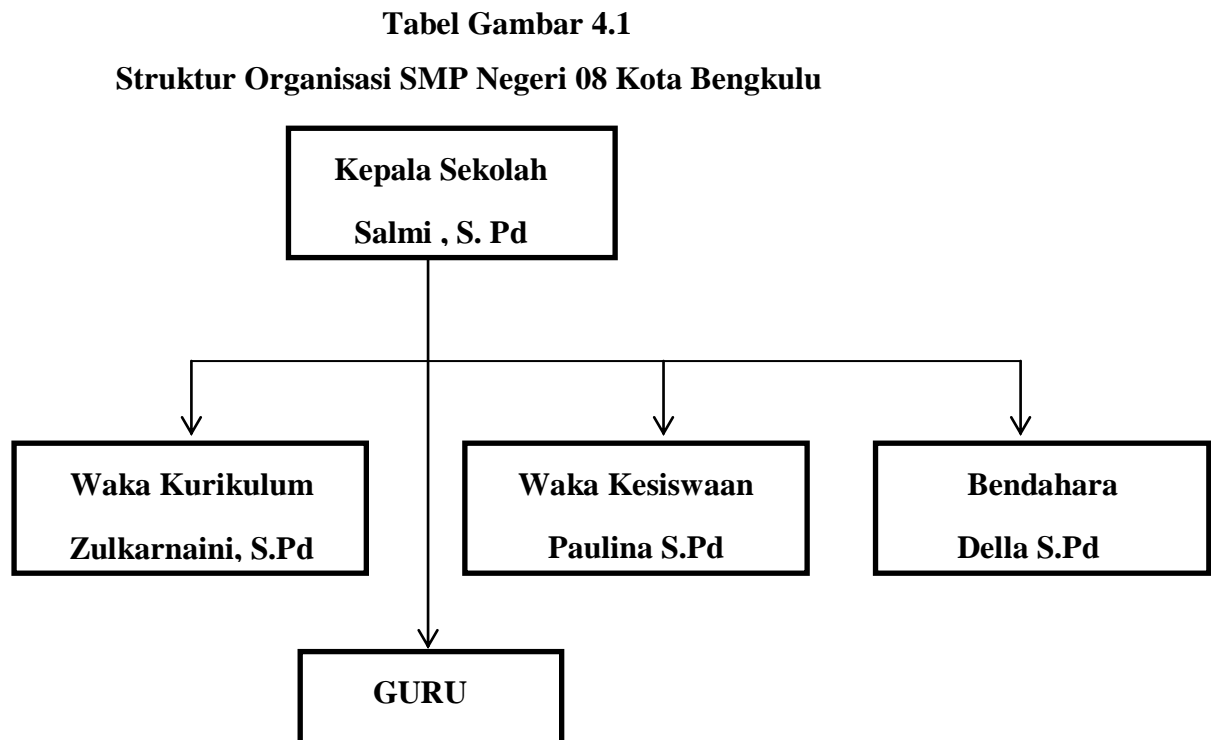 Tabel Gambar 4.1
Struktur Organisasi SMP Negeri 08 Kota Bengkulu
Kepala Sekolah
Salmi , S. Pd
Waka Kurikulum
Zulkarnaini, S.Pd
Waka Kesiswaan
Paulina S.Pd
Bendahara
Della S.Pd
GURU